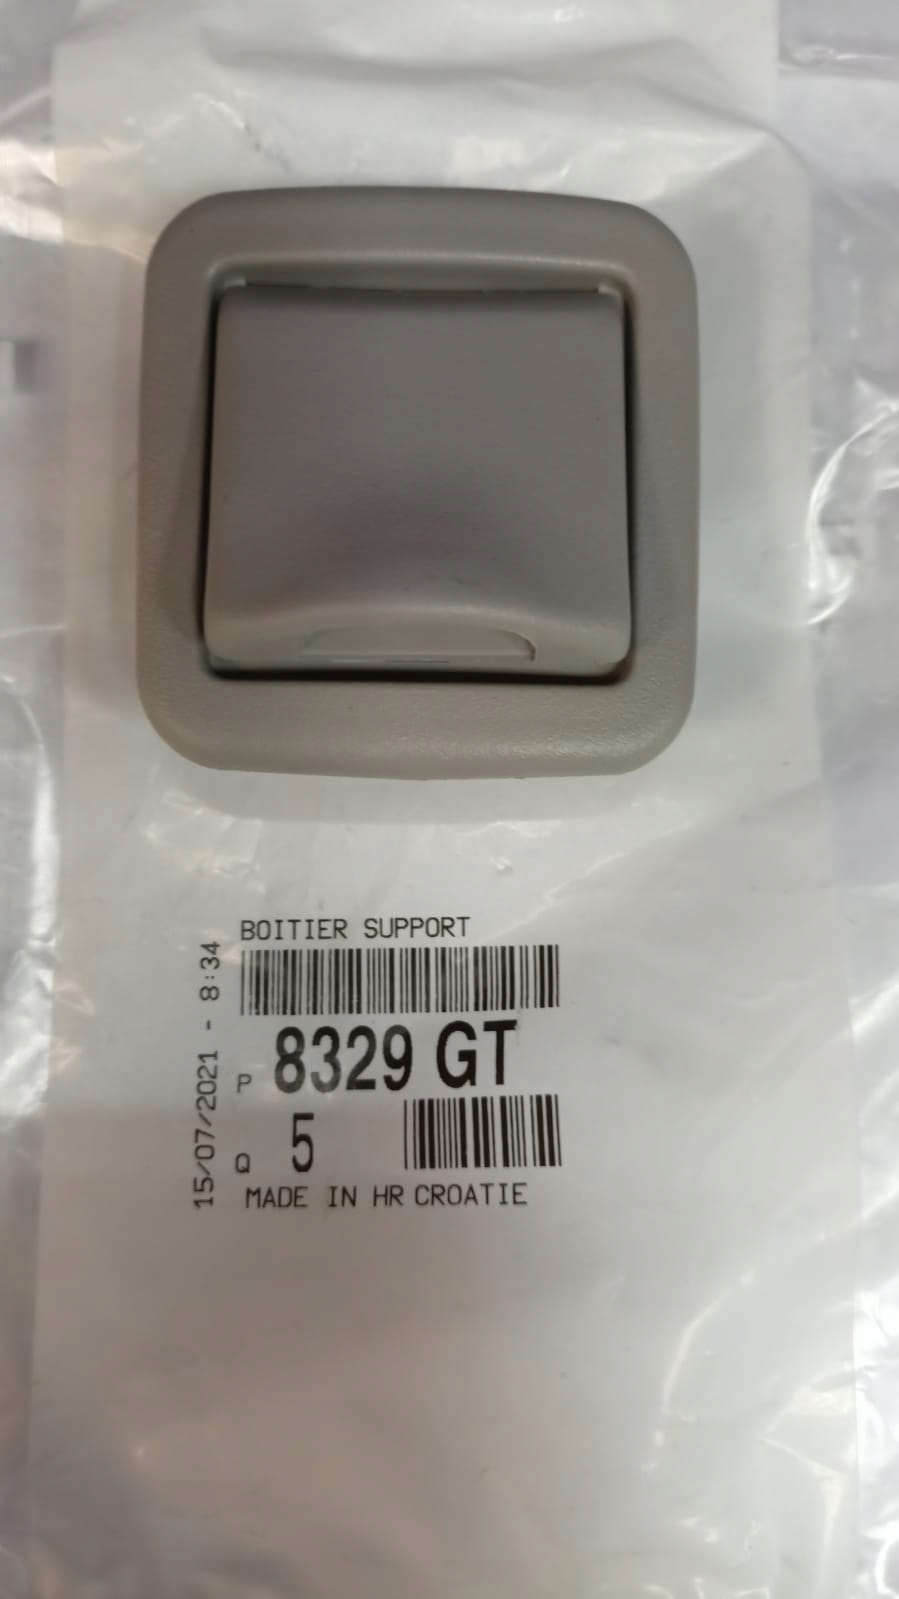 BOITIER SUPPORT
P 8329 GT
Q 5
MADE IN HR CROATIE
15/07/2021 - 8:34